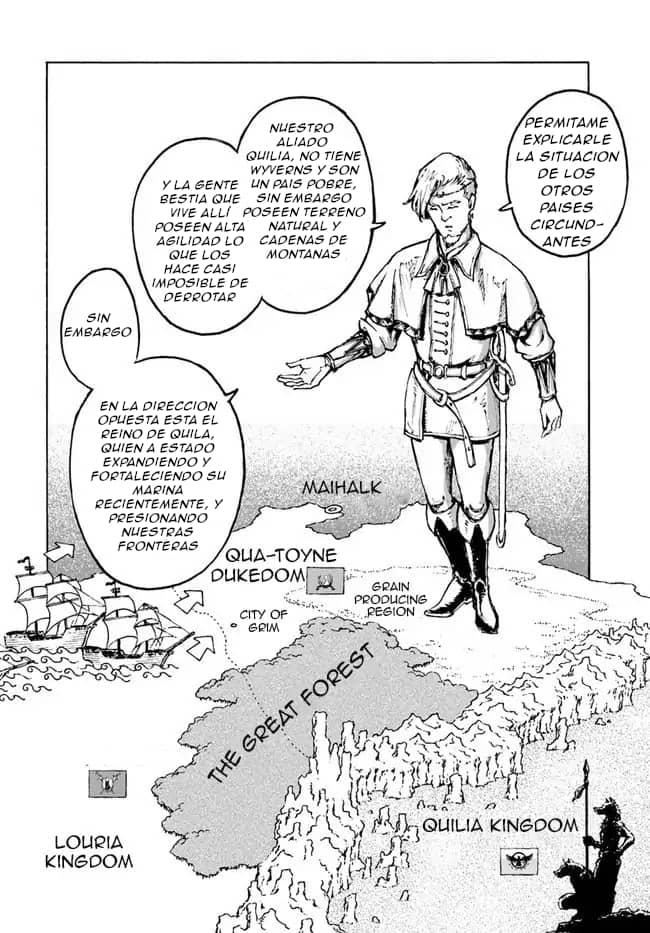 PERMITAME
EXPLICARLE
LA SITUACION
DE LOS
OTROS
PAISES
CIRCUND-
ANTES
NUESTRO
ALIADO
QUILIA, NO TIENE
WYVERNS Y SON
UN PAIS POBRE,
SIN EMBARGO
POSEEN TERRENO
NATURAL Y
CADENAS DE
MONTANAS
Y LA GENTE
BESTIA QUE
VIVE ALLÍ
POSEEN ALTA
AGILIDAD LO
QUE LOS
HACE CASI
IMPOSIBLE DE
DERROTAR
SIN
EMBARGO
EN LA DIRECCION
OPUESTA ESTA EL
REINO DE QUILA,
QUIEN A ESTADO
EXPANDIENDO Y
FORTALECIENDO SU
MARINA
RECIENTEMENTE, Y
PRESIONANDO
NUESTRAS
FRONTERAS
MAIHALK
QUA-TOYNE
DUKEDOM
GRAIN
PRODUCING
REGION
CITY OF
GRIM
THE GREAT FOREST
QUILIA KINGDOM
LOURIA
KINGDOM